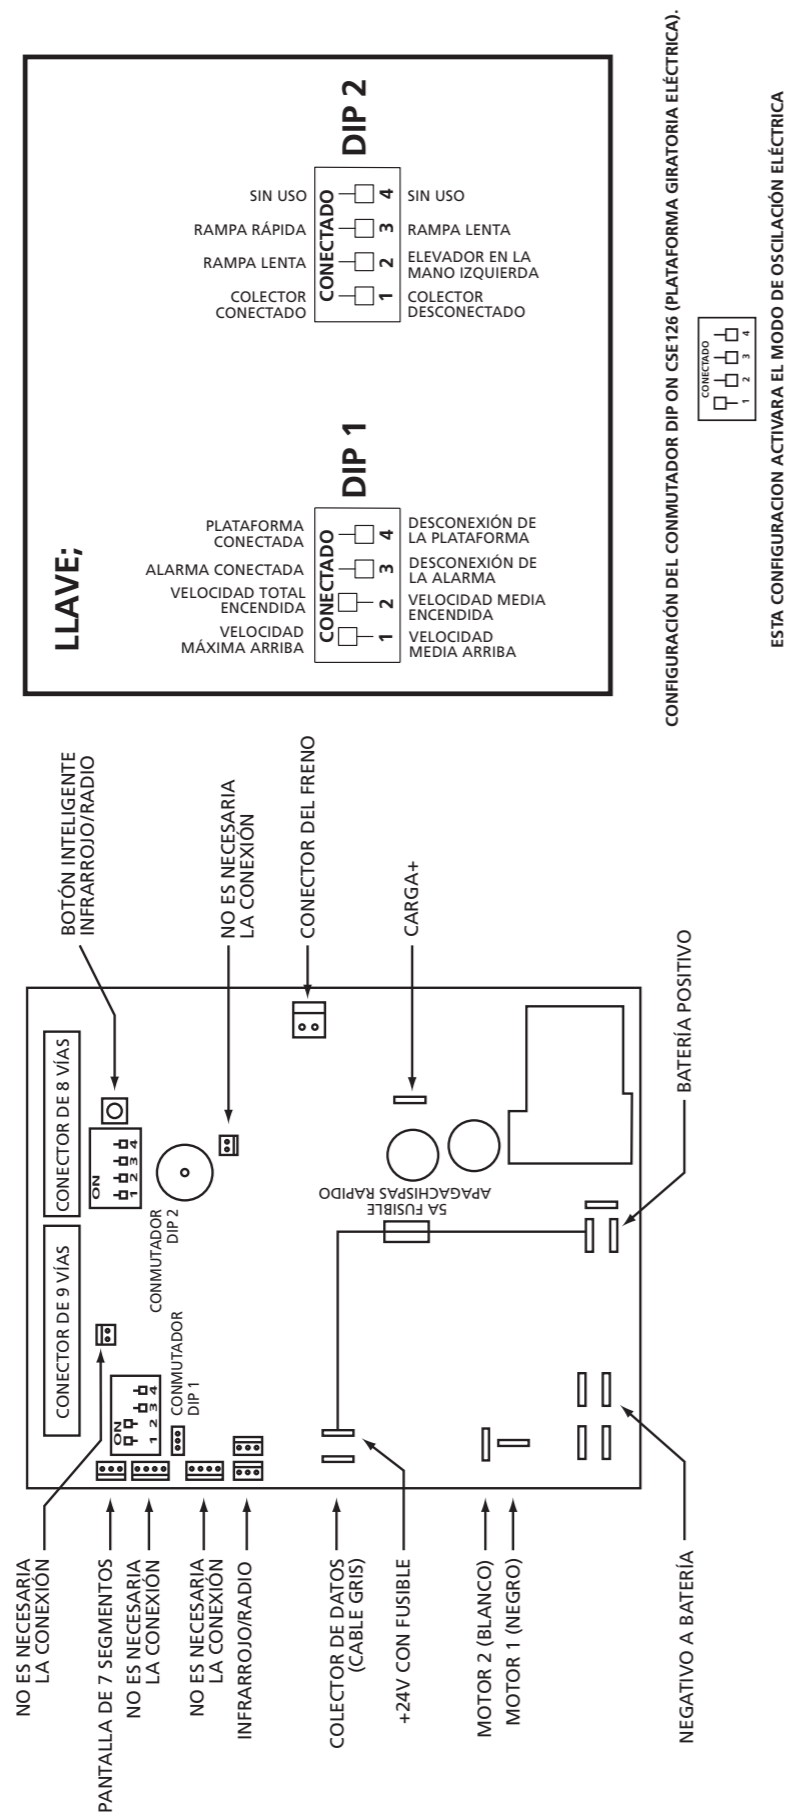 LLAVE;
PLATAFORMA
CONECTADA
ALARMA CONECTADA
VELOCIDAD TOTAL
ENCENDIDA
VELOCIDAD
MÁXIMA ARRIBA
CONECTADO
1 2 3 4
DESCONEXIÓN DE
LA PLATAFORMA
DESCONEXIÓN DE
LA ALARMA
VELOCIDAD MEDIA
ENCENDIDA
VELOCIDAD
MEDIA ARRIBA
DIP 1
SIN USO
RAMPA RÁPIDA
RAMPA LENTA
COLECTOR
CONECTADO
CONECTADO
1 2 3 4
SIN USO
RAMPA LENTA
ELEVADOR EN LA
MANO IZQUIERDA
COLECTOR
DESCONECTADO
DIP 2
CONFIGURACIÓN DEL CONMUTADOR DIP ON CSE126 (PLATAFORMA GIRATORIA ELÉCTRICA).
CONECTADO
1 2 3 4
ESTA CONFIGURACION ACTIVARA EL MODO DE OSCILACIÓN ELÉCTRICA
BOTÓN INTELIGENTE
INFRARROJO/RADIO
NO ES NECESARIA
LA CONEXIÓN
CONECTOR DEL FRENO
CARGA+
BATERÍA POSITIVO
CONECTOR DE 9 VÍAS
CONECTOR DE 8 VÍAS
ON
1 2 3 4
CONMUTADOR
DIP 2
ON
1 2 3 4
CONMUTADOR
DIP 1
5A FUSIBLE
APAGACHISPAS RAPIDO
NO ES NECESARIA
LA CONEXIÓN
PANTALLA DE 7 SEGMENTOS
NO ES NECESARIA
LA CONEXIÓN
NO ES NECESARIA
LA CONEXIÓN
INFRARROJO/RADIO
COLECTOR DE DATOS
(CABLE GRIS)
+24V CON FUSIBLE
MOTOR 2 (BLANCO)
MOTOR 1 (NEGRO)
NEGATIVO A BATERÍA